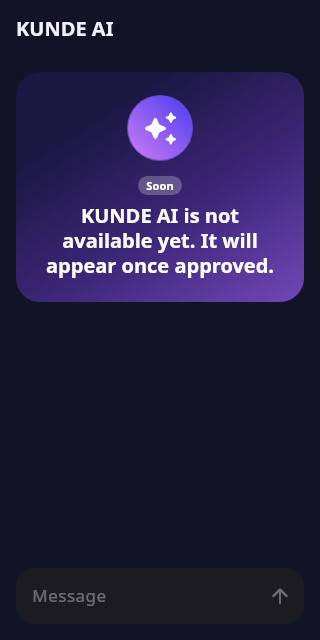 KUNDE AI
Soon
KUNDE AI is not
available yet. It will
appear once approved.
Message